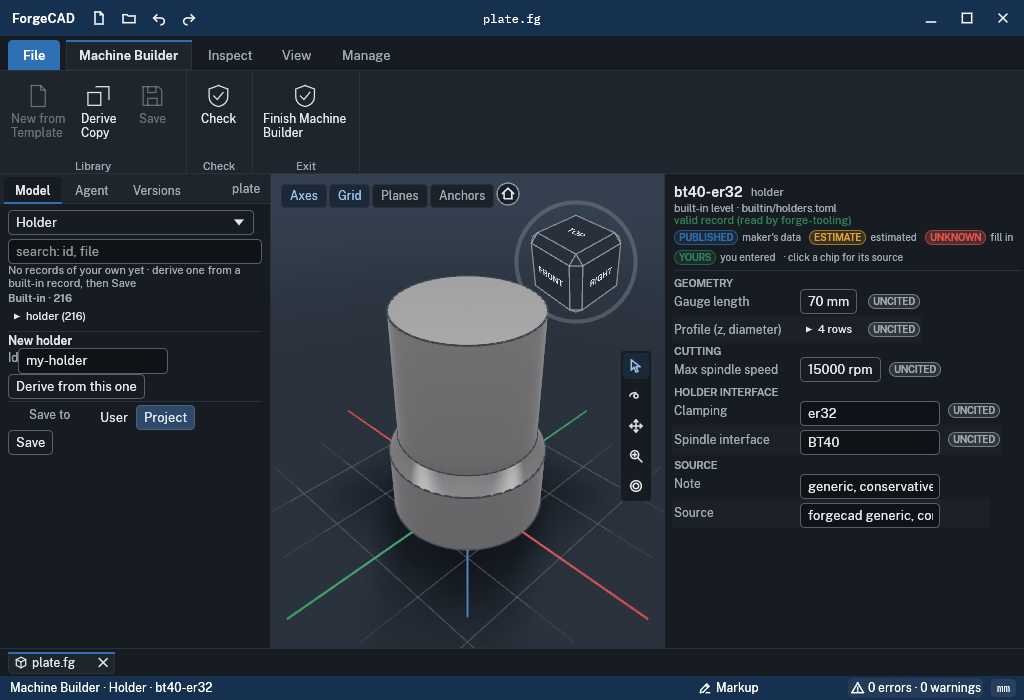 ForgeCAD
plate.fg
File
Machine Builder
Inspect
View
Manage
New from
Template
Derive
Copy
Save
Library
Check
Check
Finish Machine
Builder
Exit
Model
Agent
Versions
plate
Holder
search: id, file
No records of your own yet · derive one from a
built-in record, then Save
Built-in · 216
► holder (216)
New holder
Id
my-holder
Derive from this one
Save to
User
Project
Save
Axes
Grid
Planes
Anchors
TOP
FRONT
RIGHT
bt40-er32 holder
built-in level · builtin/holders.toml
valid record (read by forge-tooling)
PUBLISHED maker's data ESTIMATE estimated UNKNOWN fill in
YOURS you entered · click a chip for its source
GEOMETRY
Gauge length 70 mm UNCITED
Profile (z, diameter) ► 4 rows UNCITED
CUTTING
Max spindle speed 15000 rpm UNCITED
HOLDER INTERFACE
Clamping er32 UNCITED
Spindle interface BT40 UNCITED
SOURCE
Note generic, conservative
Source forgecad generic, co
plate.fg
Machine Builder · Holder · bt40-er32
Markup
0 errors · 0 warnings
mm